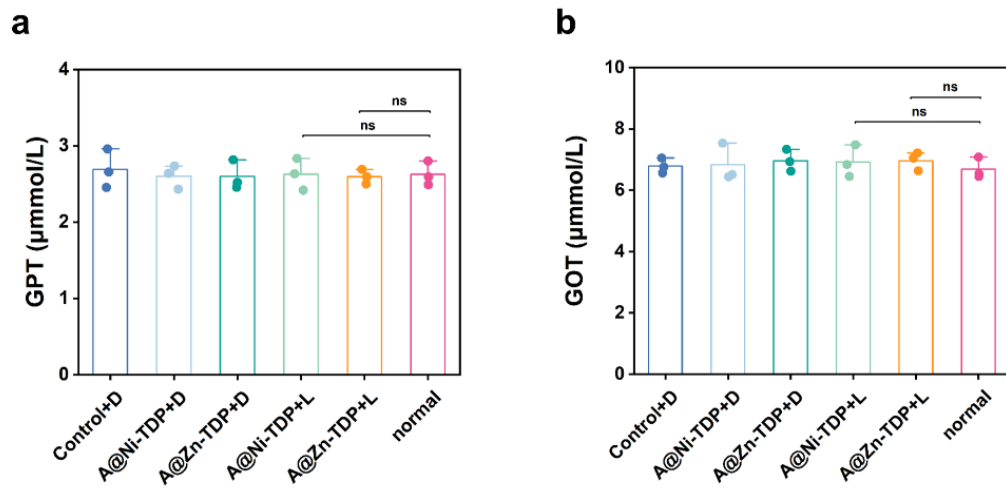 a
GPT (μmmol/L)
4
3
2
1
0
ns
ns
Control+D
A@Ni-TDP+D
A@Zn-TDP+D
A@Ni-TDP+L
A@Zn-TDP+L
normal
b
GOT (μmmol/L)
10
8
6
4
2
0
ns
ns
Control+D
A@Ni-TDP+D
A@Zn-TDP+D
A@Ni-TDP+L
A@Zn-TDP+L
normal